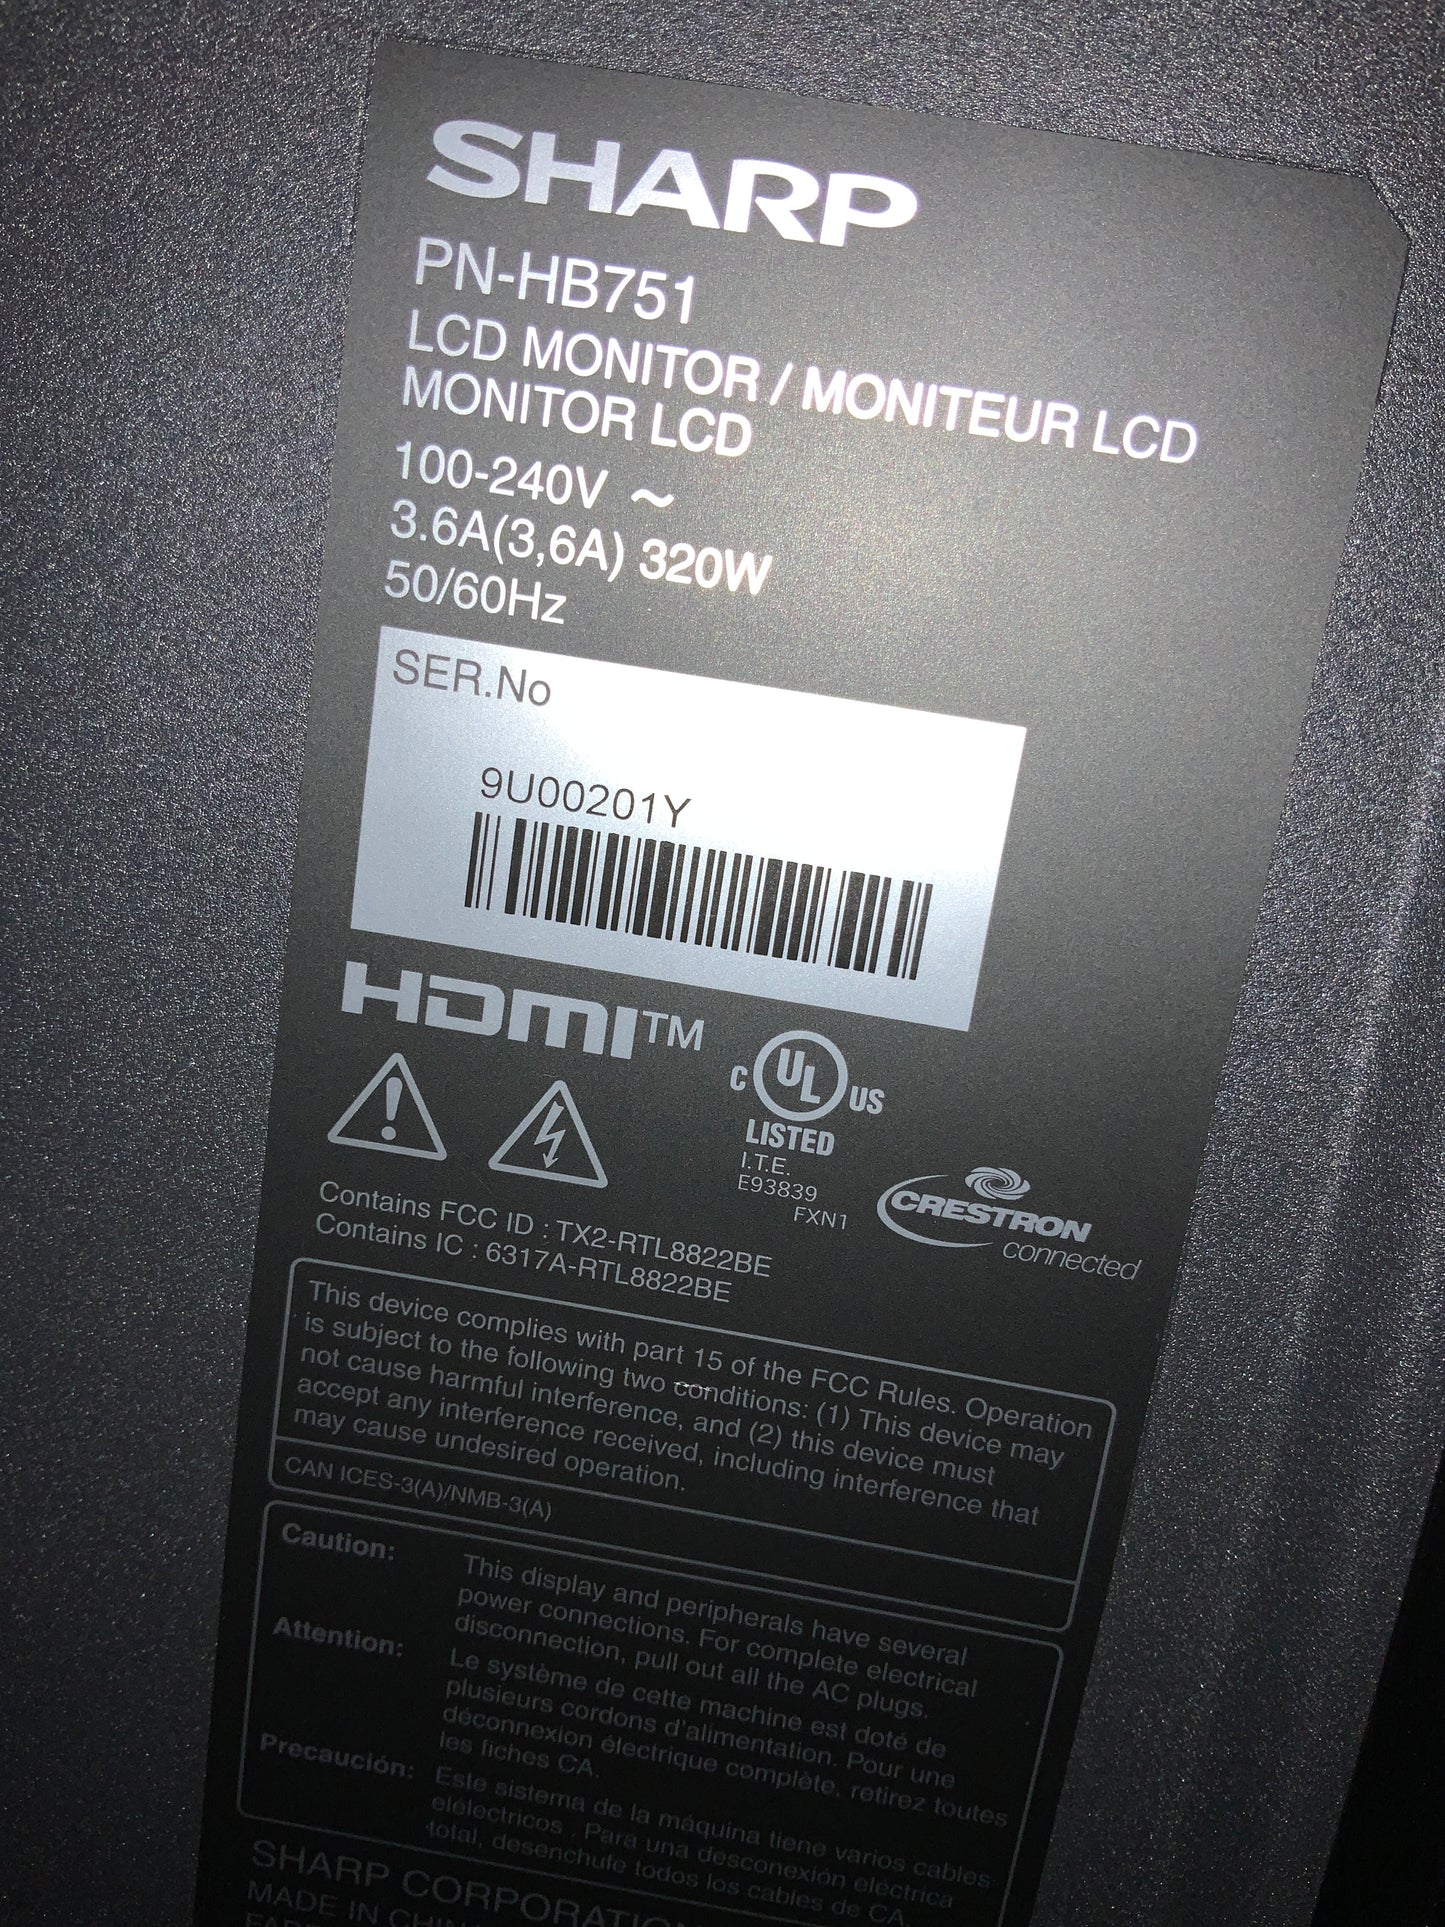 SHARP
PN-HB751
LCD MONITOR / MONITEUR LCD
MONITOR LCD
100-240V ~
3.6A(3,6A) 320W
50/60Hz
SER.No
9U00201Y
HDMI™
C UL US
LISTED
I.T.E.
E93839
FXN1
CRESTRON
connected
Contains FCC ID : TX2-RTL8822BE
Contains IC : 6317A-RTL8822BE
This device complies with part 15 of the FCC Rules. Operation
is subject to the following two conditions: (1) This device may
not cause harmful interference, and (2) this device must
accept any interference received, including interference that
may cause undesired operation.
CAN ICES-3(A)/NMB-3(A)
Caution:
This display and peripherals have several
power connections. For complete electrical
disconnection, pull out all the AC plugs.
Attention:
Le système de cette machine est doté de
plusieurs cordons d'alimentation. Pour une
déconnexion électrique complète, retirez toutes
les fiches CA.
Precaución:
Este sistema de la máquina tiene varios cables
eléctricos . Para una desconexión eléctrica
total, desenchufe todos los cables de CA.
SHARP CORPORATION
MADE IN